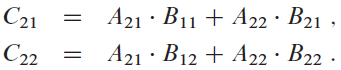 C₂₁ = A₂₁ · B₁₁ + A₂₂ · B₂₁ ,
C₂₂ = A₂₁ · B₁₂ + A₂₂ · B₂₂ .